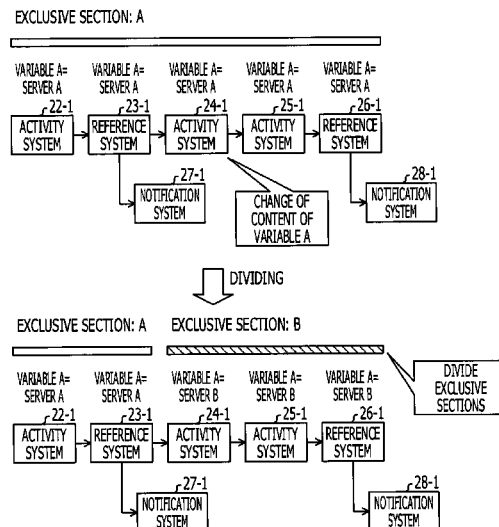 EXCLUSIVE SECTION: A
VARIABLE A= VARIABLE A= VARIABLE A= VARIABLE A= VARIABLE A=
SERVER A SERVER A SERVER A SERVER A SERVER A
22-1 23-1 24-1 25-1 26-1
ACTIVITY REFERENCE ACTIVITY ACTIVITY REFERENCE
SYSTEM SYSTEM SYSTEM SYSTEM SYSTEM
27-1 28-1
NOTIFICATION
SYSTEM
CHANGE OF
CONTENT OF
VARIABLE A
NOTIFICATION
SYSTEM
DIVIDING
EXCLUSIVE SECTION: A EXCLUSIVE SECTION: B
DIVIDE
EXCLUSIVE
SECTIONS
VARIABLE A= VARIABLE A= VARIABLE A= VARIABLE A= VARIABLE A=
SERVER A SERVER A SERVER B SERVER B SERVER B
22-1 23-1 24-1 25-1 26-1
ACTIVITY REFERENCE ACTIVITY ACTIVITY REFERENCE
SYSTEM SYSTEM SYSTEM SYSTEM SYSTEM
27-1 28-1
NOTIFICATION NOTIFICATION
SYSTEM SYSTEM